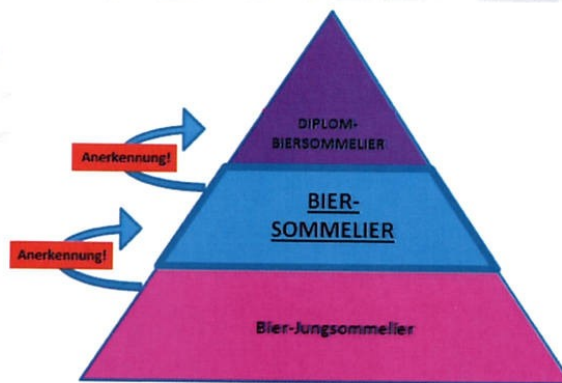 DIPLOM-
BIERSOMMELIER
Anerkennung!
BIER-
SOMMELIER
Anerkennung!
Bier-Jungsommelier